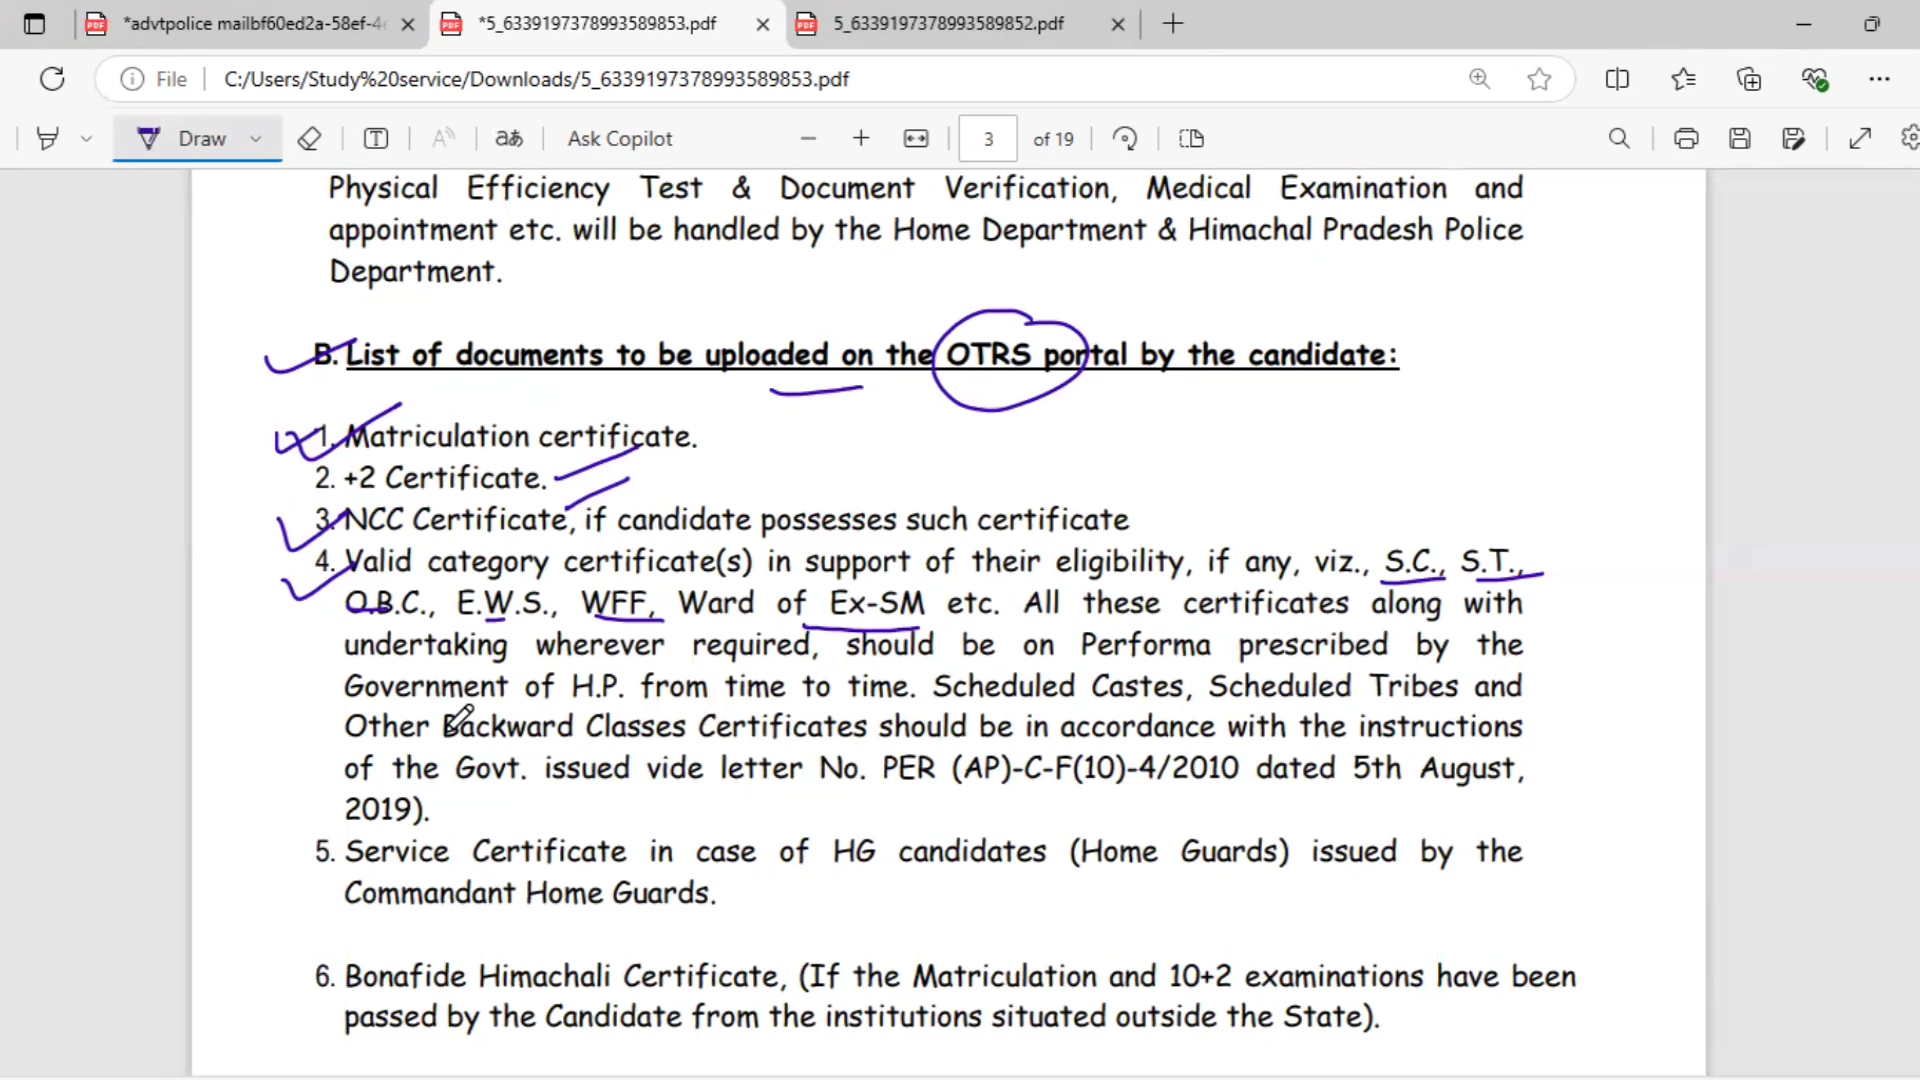 *advtpolice mailbf60ed2a-58ef-4
*5_6339197378993589853.pdf
5_6339197378993589852.pdf
File
C:/Users/Study%20service/Downloads/5_6339197378993589853.pdf
Draw
Ask Copilot
3 of 19
Physical Efficiency Test & Document Verification, Medical Examination and
appointment etc. will be handled by the Home Department & Himachal Pradesh Police
Department.
B. List of documents to be uploaded on the OTRS portal by the candidate:
1. Matriculation certificate.
2. +2 Certificate.
3. NCC Certificate, if candidate possesses such certificate
4. Valid category certificate(s) in support of their eligibility, if any, viz., S.C., S.T.,
O.B.C., E.W.S., WFF, Ward of Ex-SM etc. All these certificates along with
undertaking wherever required, should be on Performa prescribed by the
Government of H.P. from time to time. Scheduled Castes, Scheduled Tribes and
Other Backward Classes Certificates should be in accordance with the instructions
of the Govt. issued vide letter No. PER (AP)-C-F(10)-4/2010 dated 5th August,
2019).
5. Service Certificate in case of HG candidates (Home Guards) issued by the
Commandant Home Guards.
6. Bonafide Himachali Certificate, (If the Matriculation and 10+2 examinations have been
passed by the Candidate from the institutions situated outside the State).